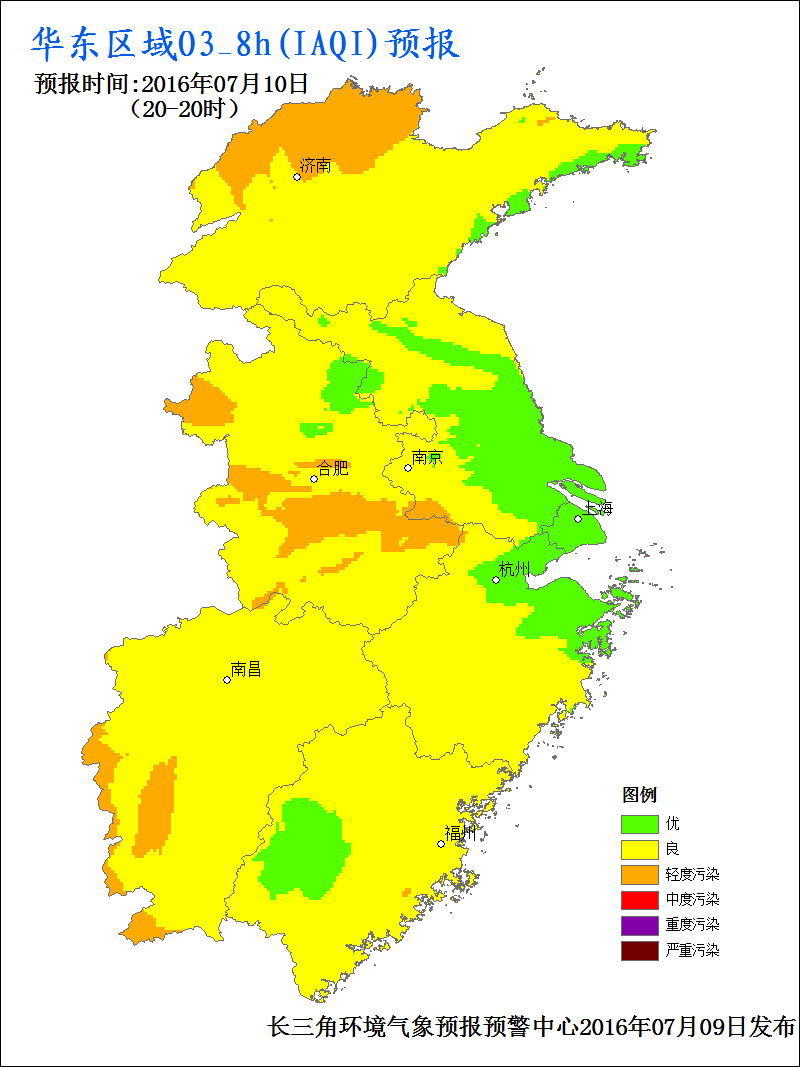 华东区域O3_8h(IAQI)预报
预报时间:2016年07月10日
（20-20时）
济南
合肥
南京
上海
杭州
南昌
福州
图例
优
良
轻度污染
中度污染
重度污染
严重污染
长三角环境气象预报预警中心2016年07月09日发布